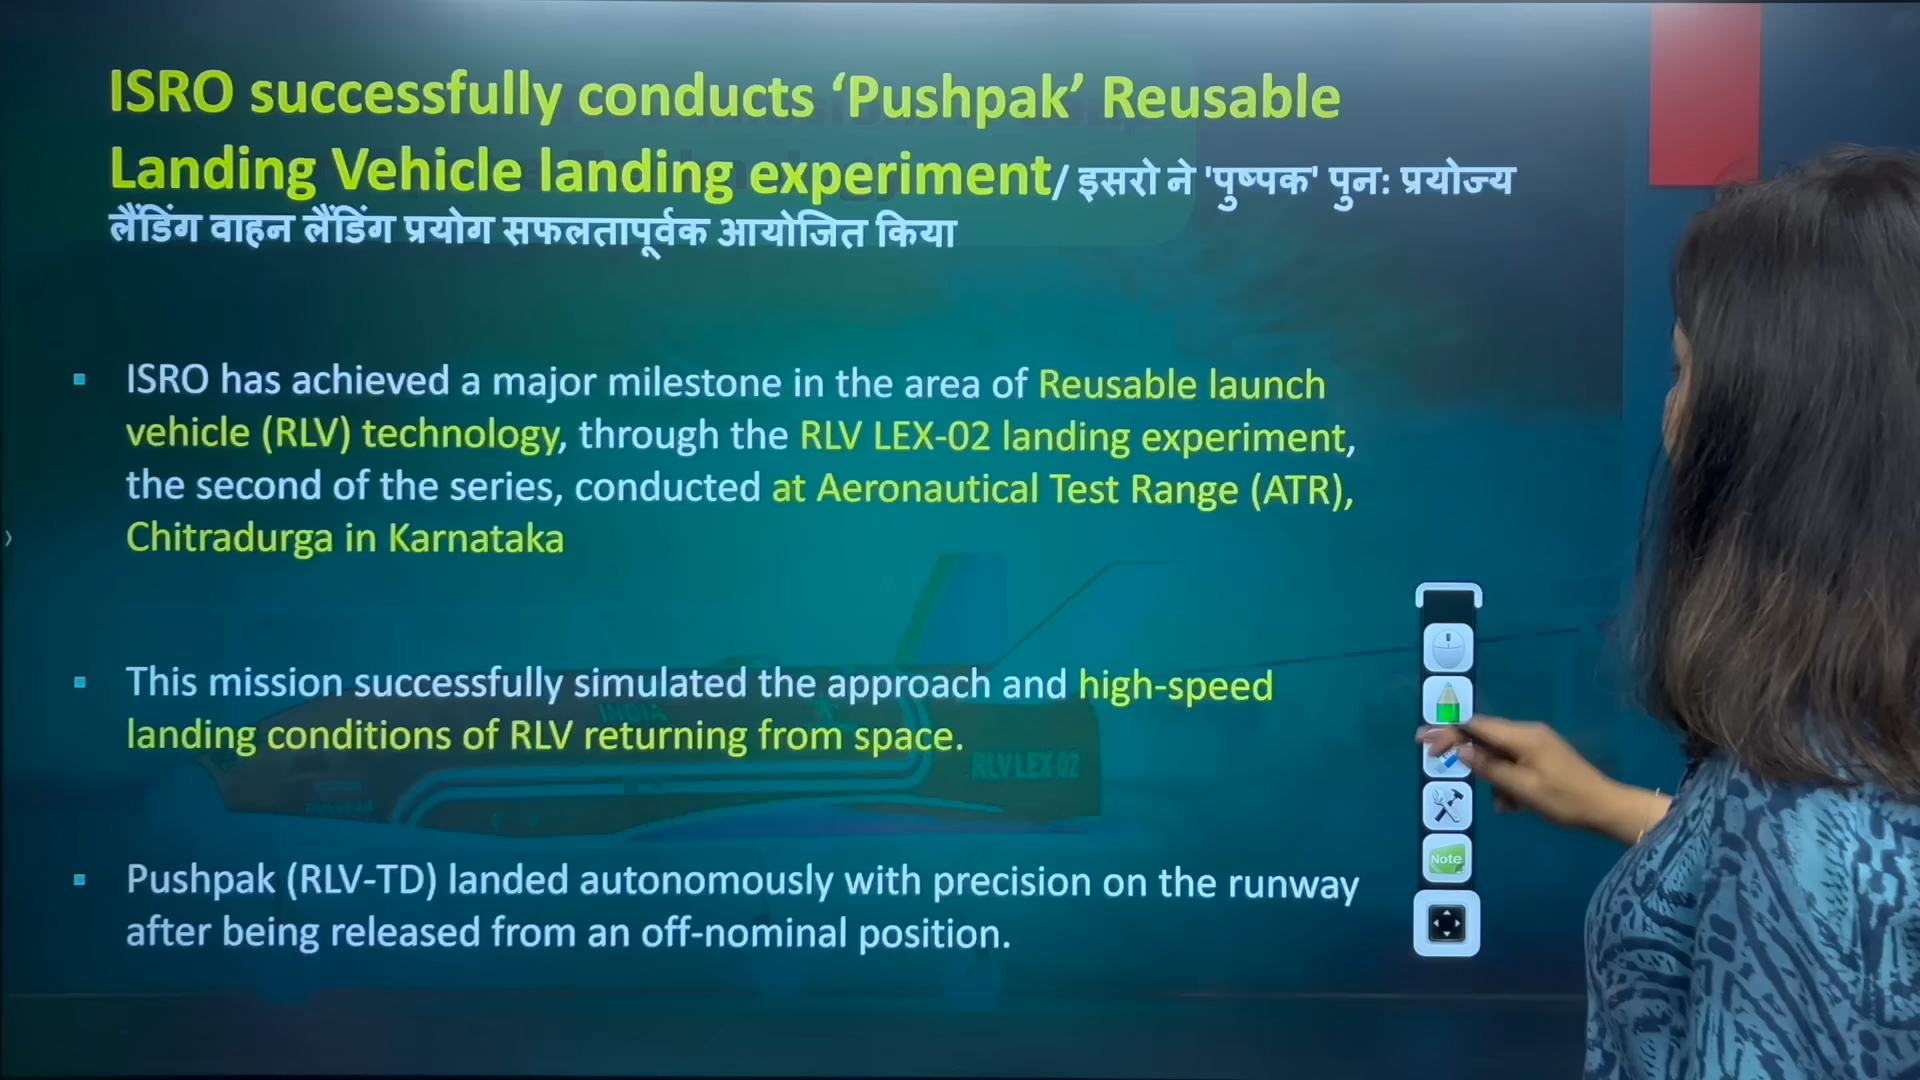 ISRO successfully conducts ‘Pushpak’ Reusable
Landing Vehicle landing experiment/ इसरो ने 'पुष्पक' पुन: प्रयोज्य
लैंडिंग वाहन लैंडिंग प्रयोग सफलतापूर्वक आयोजित किया
ISRO has achieved a major milestone in the area of Reusable launch
vehicle (RLV) technology, through the RLV LEX-02 landing experiment,
the second of the series, conducted at Aeronautical Test Range (ATR),
Chitradurga in Karnataka
This mission successfully simulated the approach and high-speed
landing conditions of RLV returning from space.
INDIA
RLV LEX-02
Pushpak (RLV-TD) landed autonomously with precision on the runway
after being released from an off-nominal position.
Note